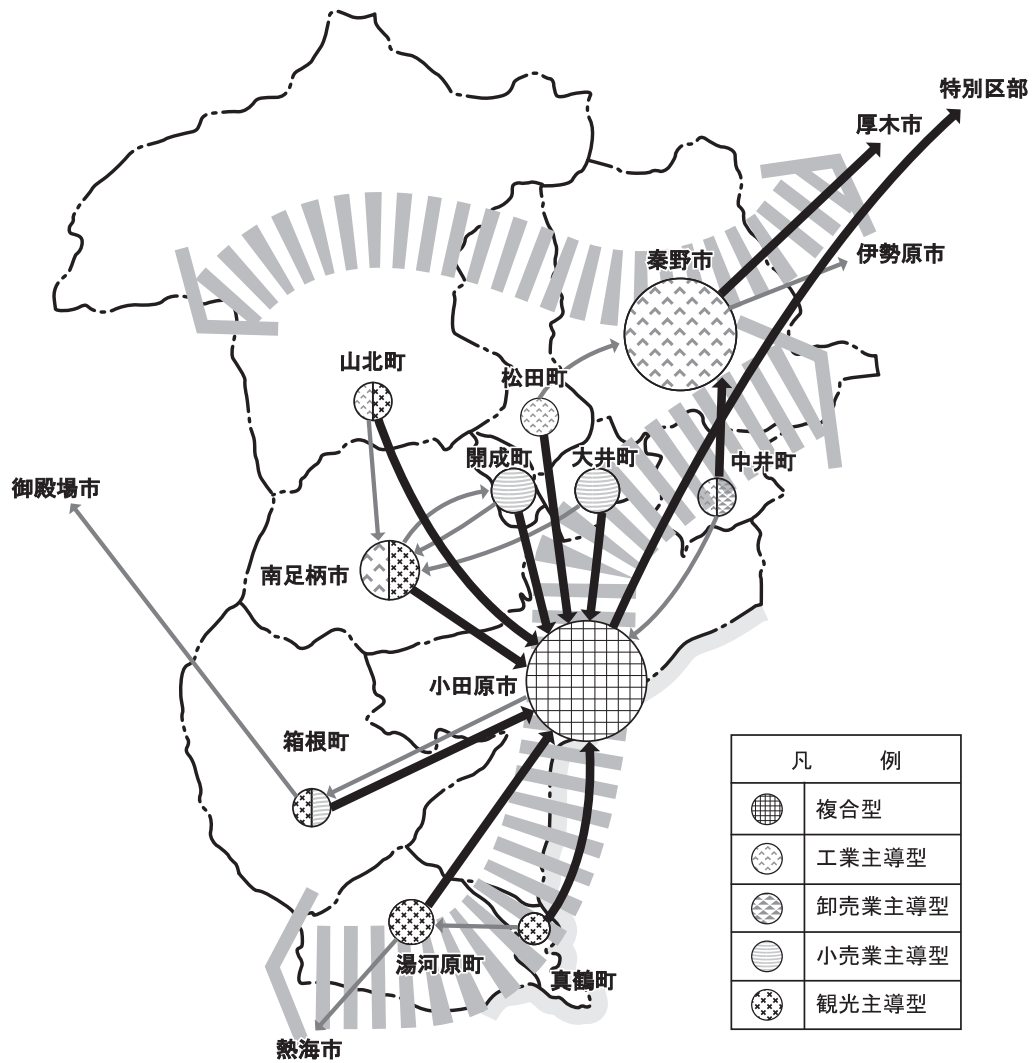 特別区部
厚木市
伊勢原市
秦野市
山北町
松田町
開成町
大井町
中井町
御殿場市
南足柄市
小田原市
箱根町
湯河原町
真鶴町
熱海市
凡 例
複合型
工業主導型
卸売業主導型
小売業主導型
観光主導型